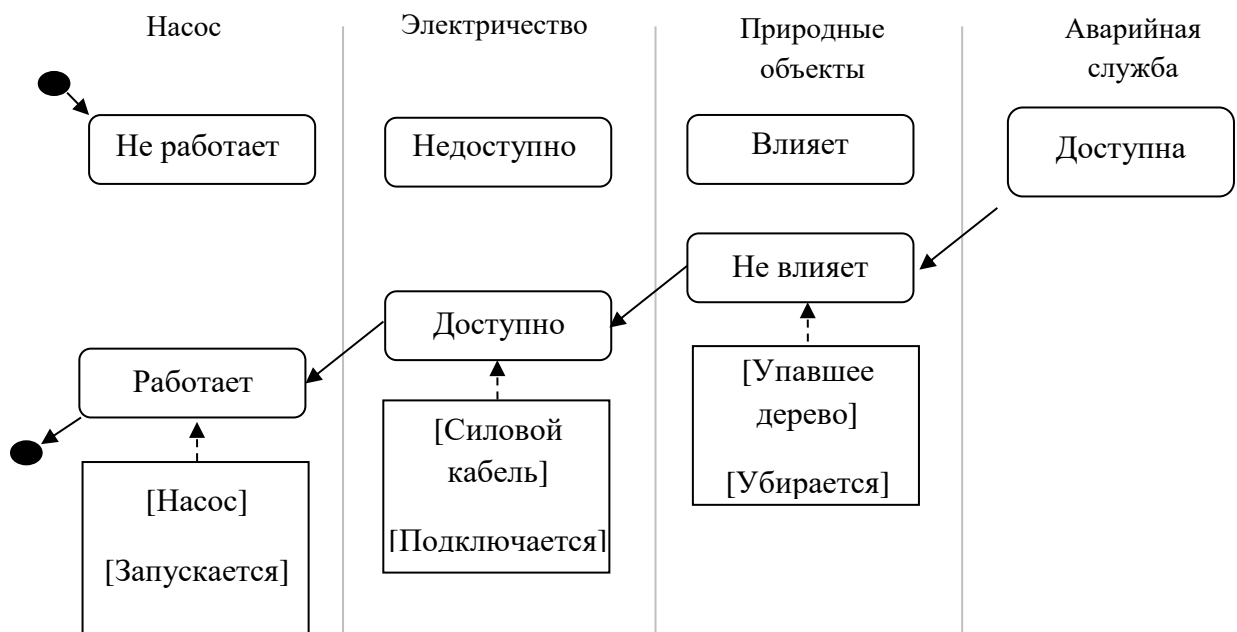 Насос
Электричество
Природные
объекты
Аварийная
служба
Не работает
Недоступно
Влияет
Доступна
Не влияет
Доступно
Работает
[Упавшее
дерево]
[Убирается]
[Силовой
кабель]
[Подключается]
[Насос]
[Запускается]